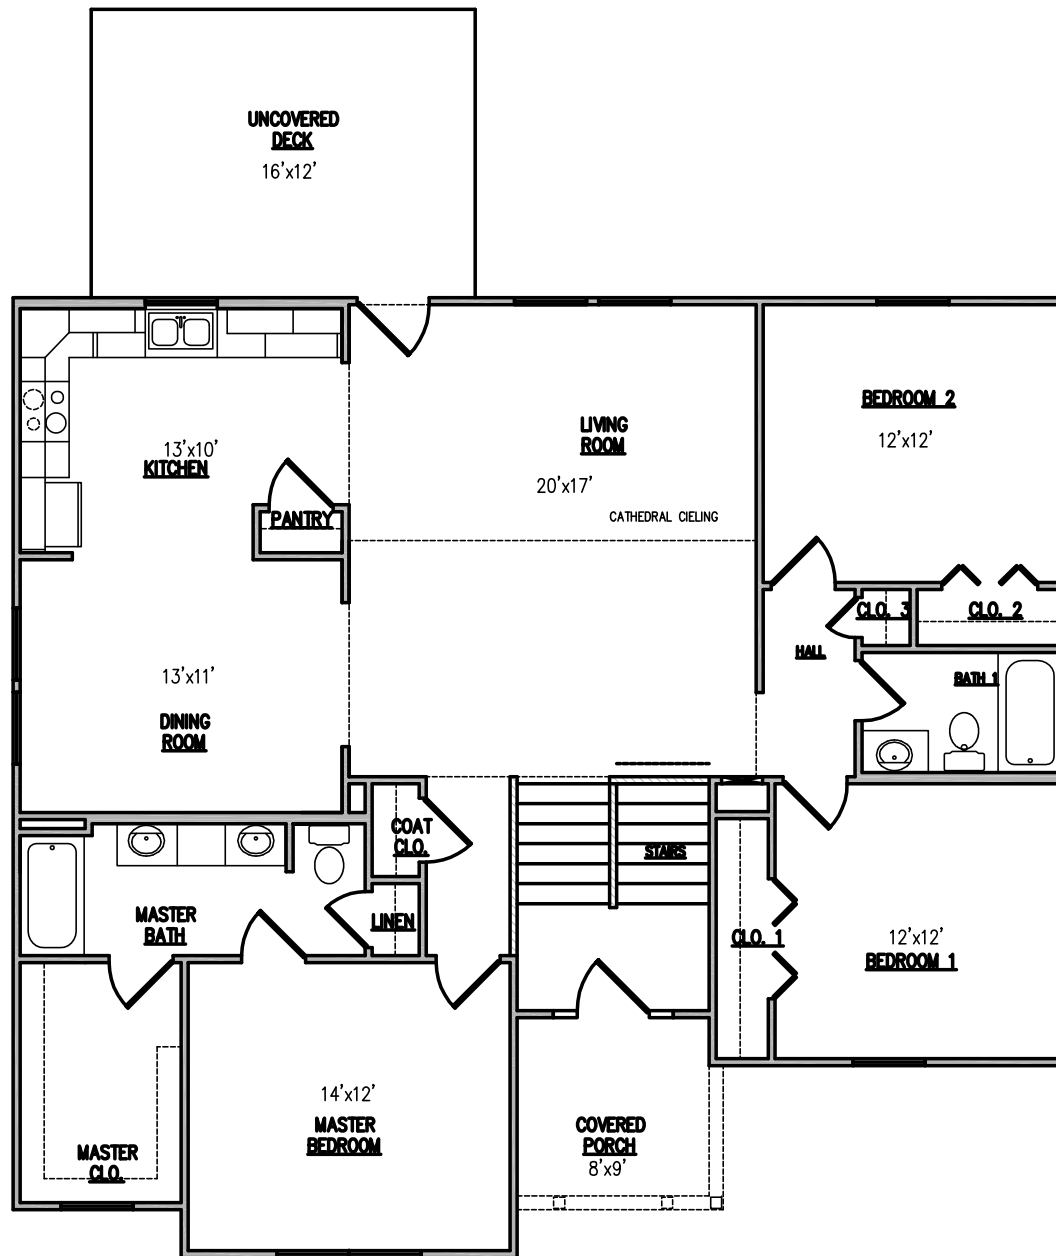 UNCOVERED
DECK
16'x12'
13'x10'
KITCHEN
PANTRY
LIVING
ROOM
20'x17'
CATHEDRAL CIELING
BEDROOM 2
12'x12'
CLO. 3
CLO. 2
HALL
BATH 1
13'x11'
DINING
ROOM
COAT
CLO.
STAIRS
LINEN
MASTER
BATH
CLO. 1
12'x12'
BEDROOM 1
14'x12'
MASTER
BEDROOM
MASTER
CLO.
COVERED
PORCH
8'x9'